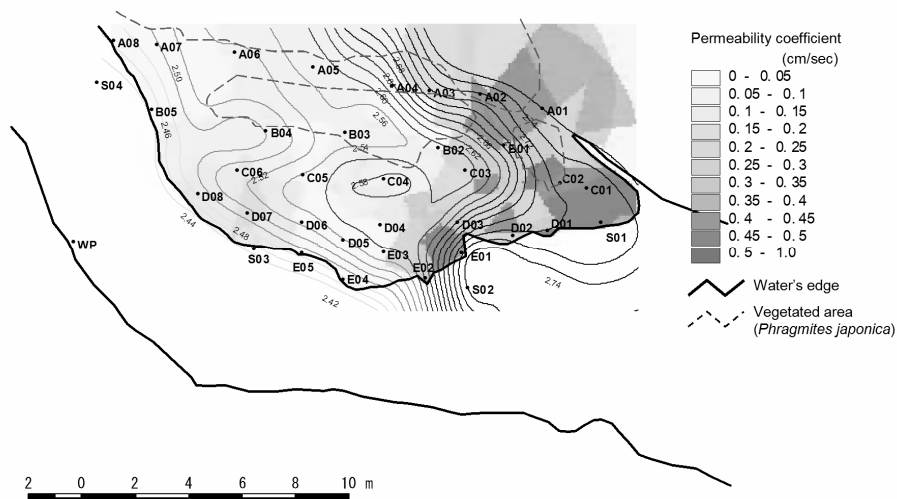 A08 A07 A06 A05 A04 A03 A02 A01
S04 B05 B04 B03 B02 B01
C06 C05 C04 C03 C02 C01
D08 D07 D06 D05 D04 D03 D02 D01
WP S03 E05 E04 E03 E02 E01 S02 S01
2.50
2.46
2.44
2.48
2.42
2.56
2.58
2.60
2.62
2.74
Permeability coefficient
(cm/sec)
0 - 0.05
0.05 - 0.1
0.1 - 0.15
0.15 - 0.2
0.2 - 0.25
0.25 - 0.3
0.3 - 0.35
0.35 - 0.4
0.4 - 0.45
0.45 - 0.5
0.5 - 1.0
Water's edge
Vegetated area
(Phragmites japonica)
2 0 2 4 6 8 10 m